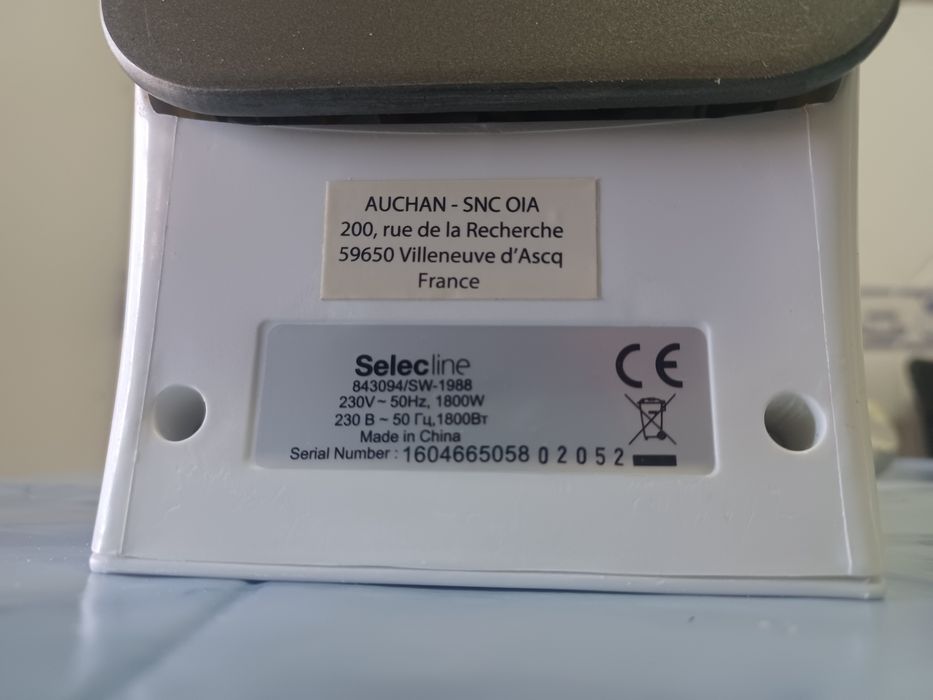 AUCHAN - SNC OIA
200, rue de la Recherche
59650 Villeneuve d'Ascq
France
Selecline
843094/SW-1988
230V ~ 50Hz, 1800W
230 В ~ 50 Гц,1800Вт
Made in China
Serial Number : 1604665058 02052
CE